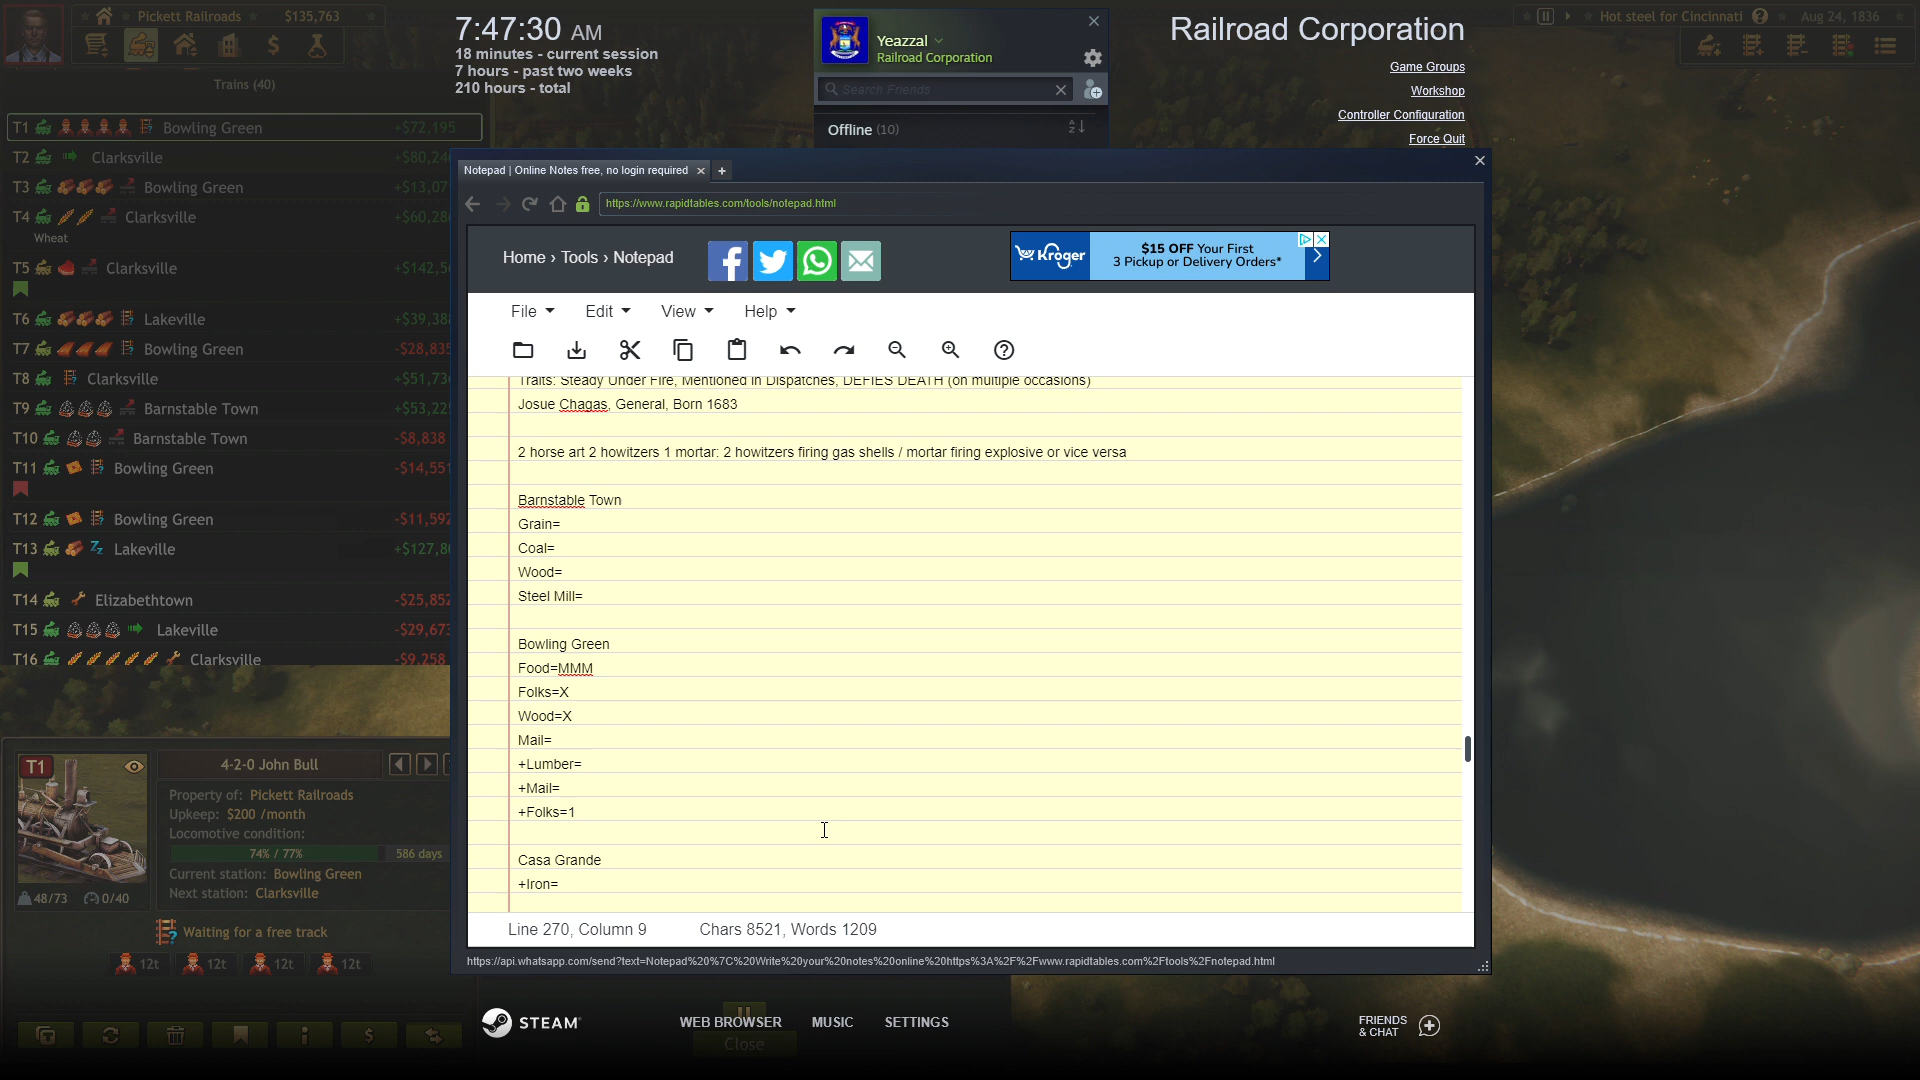 Pickett Railroads
$135,763
Trains (40)
T1 Bowling Green +$72,195
T2 Clarksville
T3 Bowling Green
T4 Clarksville
Wheat
T5 Clarksville
T6 Lakeville
T7 Bowling Green
T8 Clarksville
T9 Barnstable Town
T10 Barnstable Town -$8,838
T11 Bowling Green
T12 Bowling Green
T13 Lakeville
T14 Elizabethtown
T15 Lakeville
T16 Clarksville
T1
4-2-0 John Bull
Property of: Pickett Railroads
Upkeep: $200 /month
Locomotive condition:
74% / 77% 586 days
Current station: Bowling Green
Next station: Clarksville
48/73 0/40
Waiting for a free track
12t 12t 12t 12t
7:47:30 AM
18 minutes - current session
7 hours - past two weeks
210 hours - total
Yeazzal
Railroad Corporation
Search Friends
Offline (10)
Railroad Corporation
Game Groups
Workshop
Controller Configuration
Force Quit
Hot steel for Cincinnati
Aug 24, 1836
Notepad | Online Notes free, no login required
https://www.rapidtables.com/tools/notepad.html
Home › Tools › Notepad
Kroger
$15 OFF Your First
3 Pickup or Delivery Orders*
File Edit View Help
Traits: Steady Under Fire, Mentioned in Dispatches, DEFIES DEATH (on multiple occasions)
Josue Chagas, General, Born 1683
2 horse art 2 howitzers 1 mortar: 2 howitzers firing gas shells / mortar firing explosive or vice versa
Barnstable Town
Grain=
Coal=
Wood=
Steel Mill=
Bowling Green
Food=MMM
Folks=X
Wood=X
Mail=
+Lumber=
+Mail=
+Folks=1
Casa Grande
+Iron=
Line 270, Column 9 Chars 8521, Words 1209
https://api.whatsapp.com/send?text=Notepad%20%7C%20Write%20your%20notes%20online%20https%3A%2F%2Fwww.rapidtables.com%2Ftools%2Fnotepad.html
STEAM
WEB BROWSER MUSIC SETTINGS
Close
FRIENDS
& CHAT